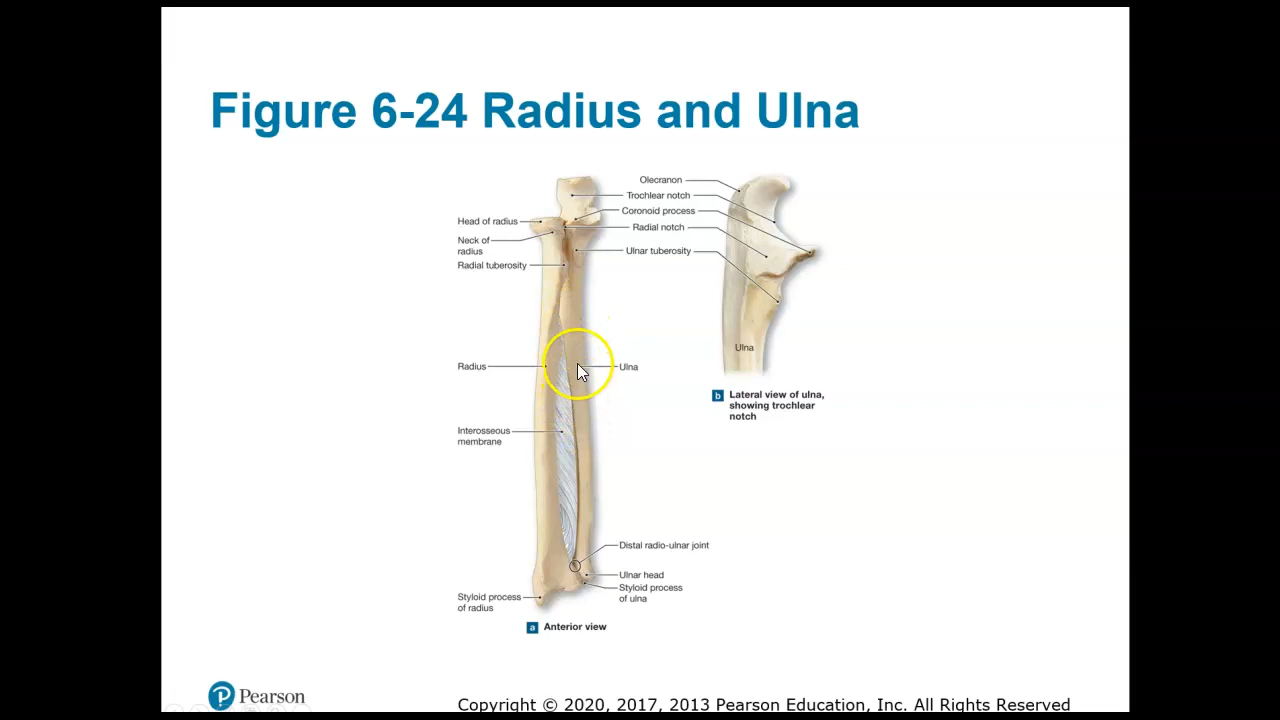 Figure 6-24 Radius and Ulna
Olecranon
Trochlear notch
Coronoid process
Head of radius
Radial notch
Neck of
radius
Ulnar tuberosity
Radial tuberosity
Ulna
Radius
Ulna
b Lateral view of ulna,
showing trochlear
notch
Interosseous
membrane
Distal radio-ulnar joint
Ulnar head
Styloid process
of ulna
Styloid process
of radius
a Anterior view
P Pearson
Copyright © 2020, 2017, 2013 Pearson Education, Inc. All Rights Reserved